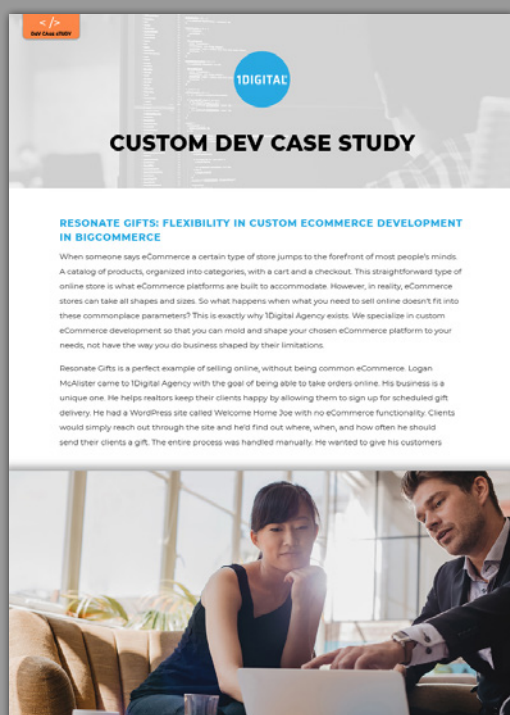 </>
DeV CAse sTUDY
1DIGITAL
CUSTOM DEV CASE STUDY
RESONATE GIFTS: FLEXIBILITY IN CUSTOM ECOMMERCE DEVELOPMENT
IN BIGCOMMERCE
When someone says eCommerce a certain type of store jumps to the forefront of most people's minds.
A catalog of products, organized into categories, with a cart and a checkout. This straightforward type of
online store is what eCommerce platforms are built to accommodate. However, in reality, eCommerce
stores can take all shapes and sizes. So what happens when what you need to sell online doesn't fit into
these commonplace parameters? This is exactly why 1Digital Agency exists. We specialize in custom
eCommerce development so that you can mold and shape your chosen eCommerce platform to your
needs, not have the way you do business shaped by their limitations.
Resonate Gifts is a perfect example of selling online, without being common eCommerce. Logan
McAlister came to 1Digital Agency with the goal of being able to take orders online. His business is a
unique one. He helps realtors keep their clients happy by allowing them to sign up for scheduled gift
delivery. He had a WordPress site called Welcome Home Joe with no eCommerce functionality. Clients
would simply reach out through the site and he'd find out where, when, and how often he should
send their clients a gift. The entire process was handled manually. He wanted to give his customers